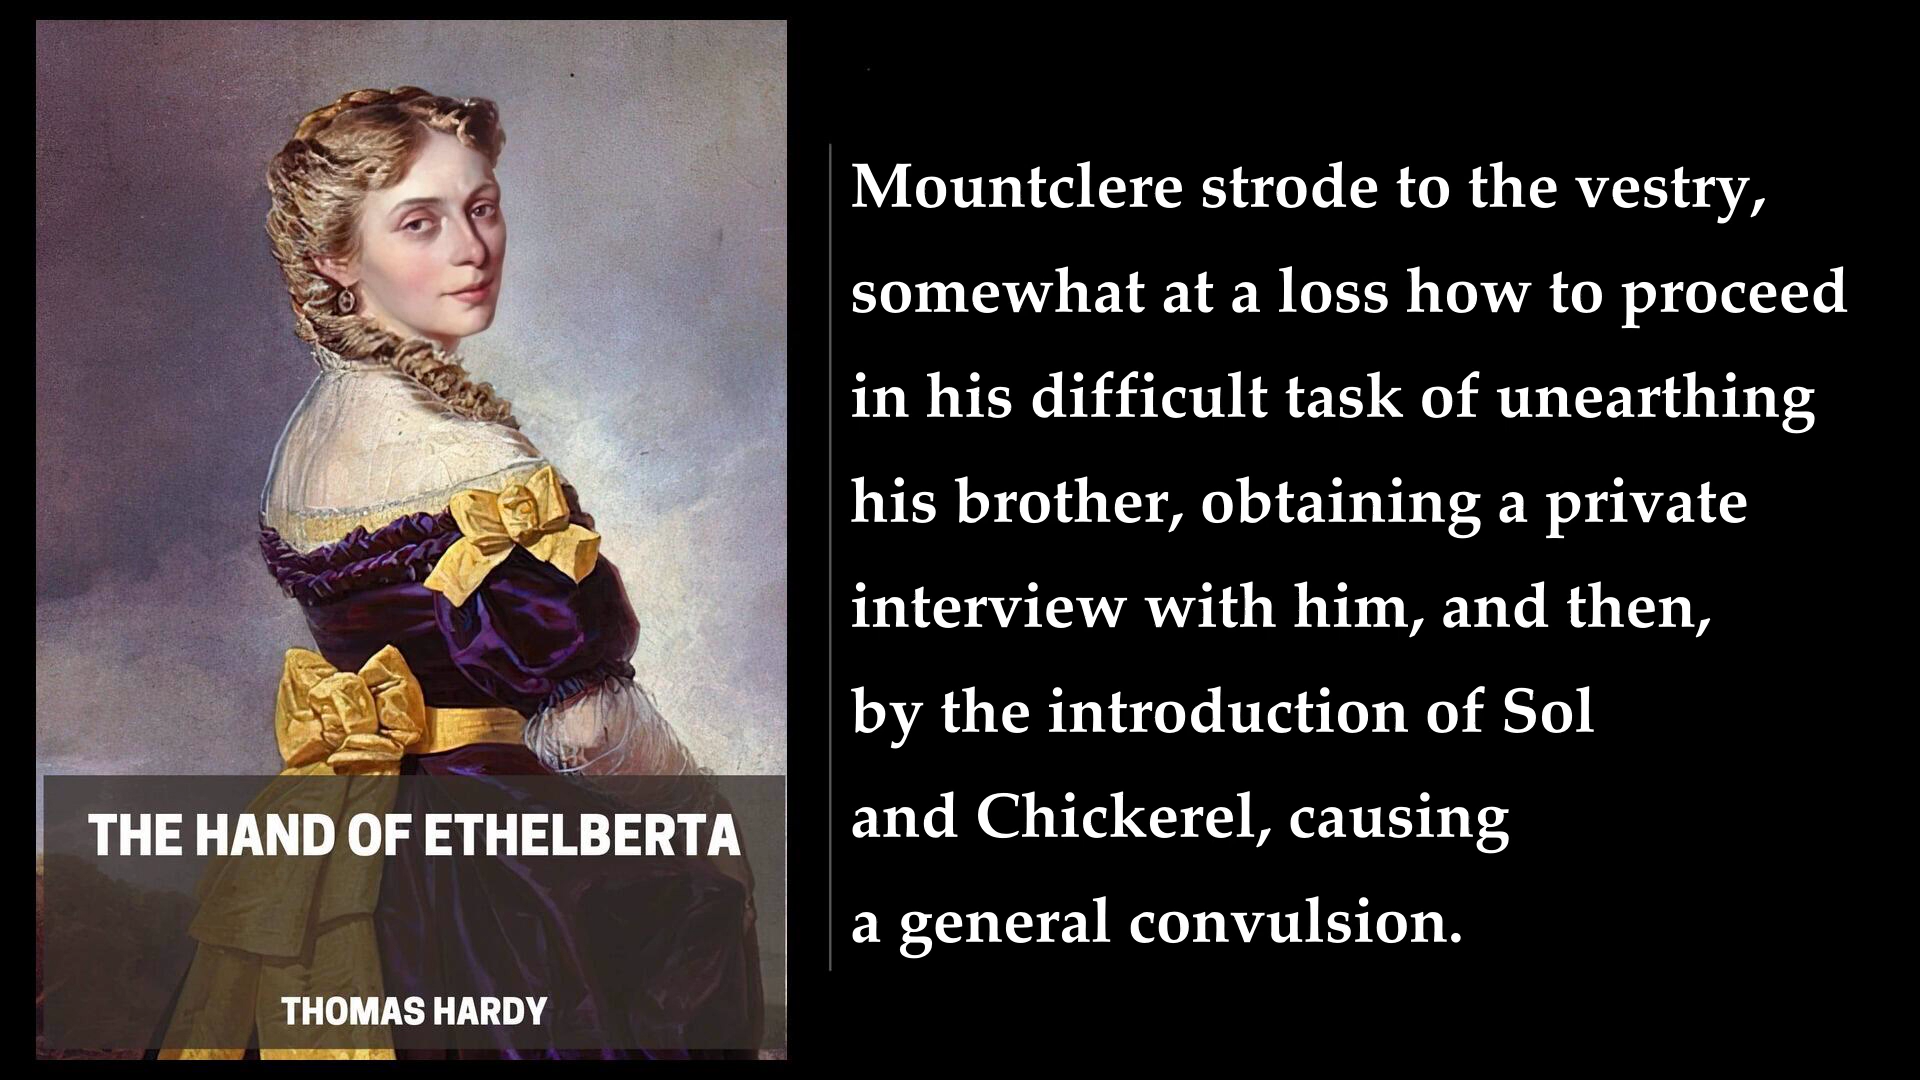 THE HAND OF ETHELBERTA
THOMAS HARDY
Mountclere strode to the vestry,
somewhat at a loss how to proceed
in his difficult task of unearthing
his brother, obtaining a private
interview with him, and then,
by the introduction of Sol
and Chickerel, causing
a general convulsion.